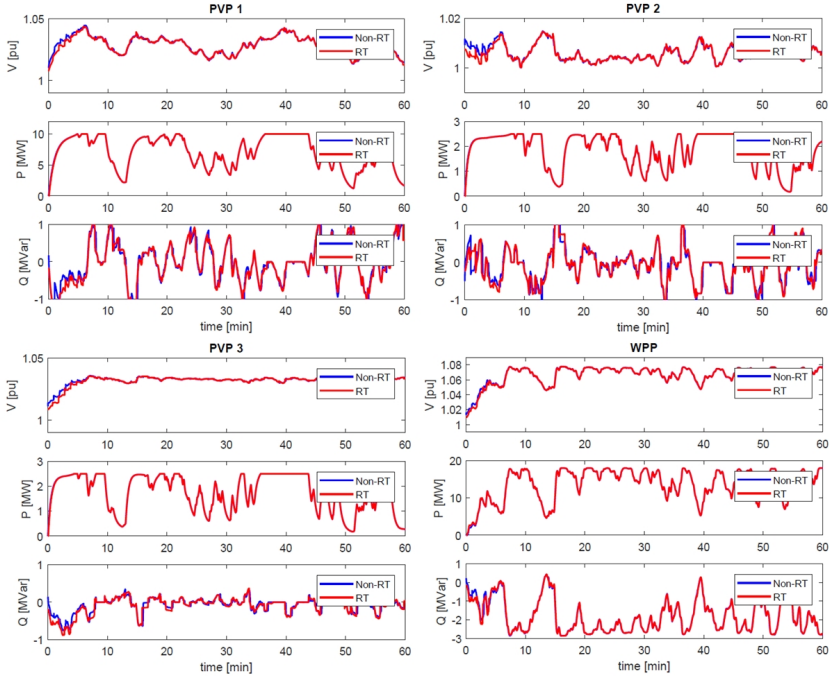 PVP 1
1.05
1
V [pu]
Non-RT
RT
0 10 20 30 40 50 60
10
5
0
P [MW]
Non-RT
RT
0 10 20 30 40 50 60
1
0
-1
Q [MVar]
Non-RT
RT
0 10 20 30 40 50 60
time [min]
PVP 2
1.02
1
V [pu]
Non-RT
RT
0 10 20 30 40 50 60
3
2
1
0
P [MW]
Non-RT
RT
0 10 20 30 40 50 60
1
0
-1
Q [MVar]
Non-RT
RT
0 10 20 30 40 50 60
time [min]
PVP 3
1.05
1
V [pu]
Non-RT
RT
0 10 20 30 40 50 60
3
2
1
0
P [MW]
Non-RT
RT
0 10 20 30 40 50 60
1
0
-1
Q [MVar]
Non-RT
RT
0 10 20 30 40 50 60
time [min]
WPP
1.08
1.06
1.04
1.02
1
V [pu]
Non-RT
RT
0 10 20 30 40 50 60
20
10
0
P [MW]
Non-RT
RT
0 10 20 30 40 50 60
0
-1
-2
-3
Q [MVar]
Non-RT
RT
0 10 20 30 40 50 60
time [min]